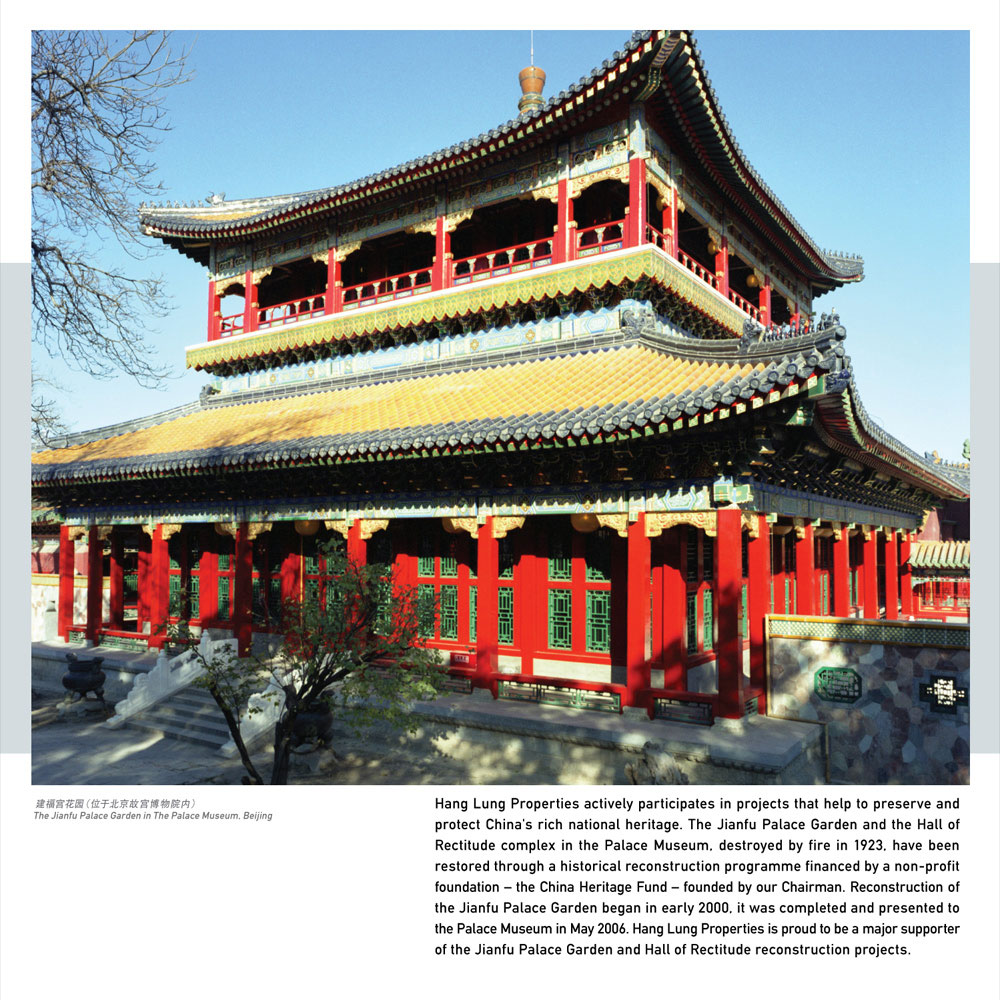 建福宫花园（位于北京故宫博物院内）
The Jianfu Palace Garden in The Palace Museum, Beijing
Hang Lung Properties actively participates in projects that help to preserve and
protect China's rich national heritage. The Jianfu Palace Garden and the Hall of
Rectitude complex in the Palace Museum, destroyed by fire in 1923, have been
restored through a historical reconstruction programme financed by a non-profit
foundation – the China Heritage Fund – founded by our Chairman. Reconstruction of
the Jianfu Palace Garden began in early 2000, it was completed and presented to
the Palace Museum in May 2006. Hang Lung Properties is proud to be a major supporter
of the Jianfu Palace Garden and Hall of Rectitude reconstruction projects.